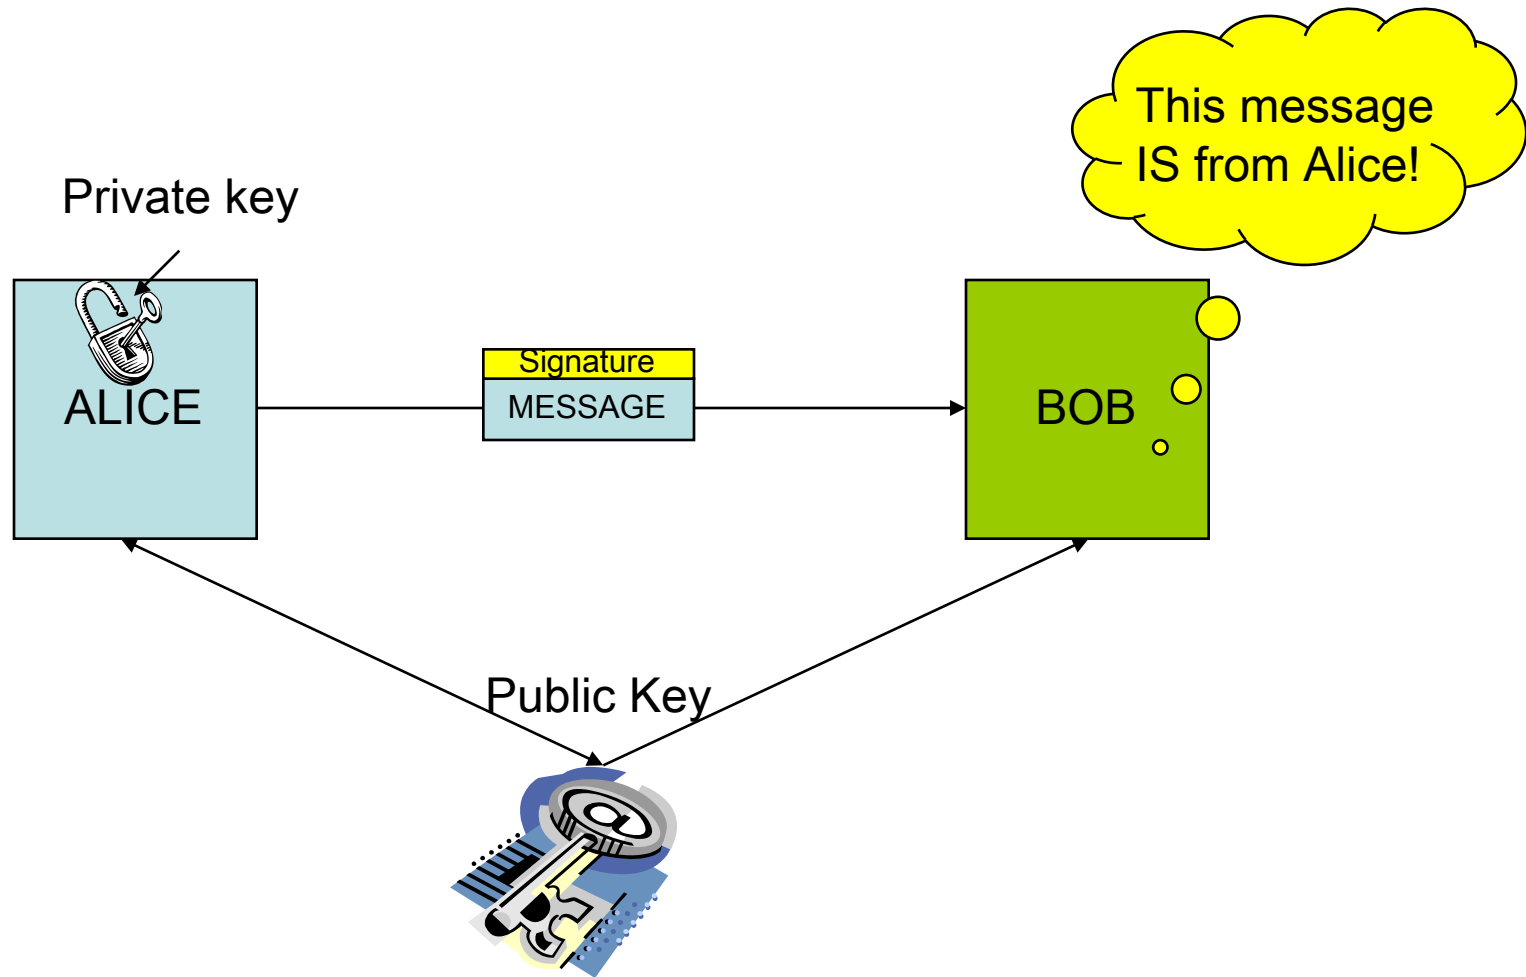 This message
IS from Alice!
Private key
Signature
MESSAGE
ALICE
BOB
Public Key
@